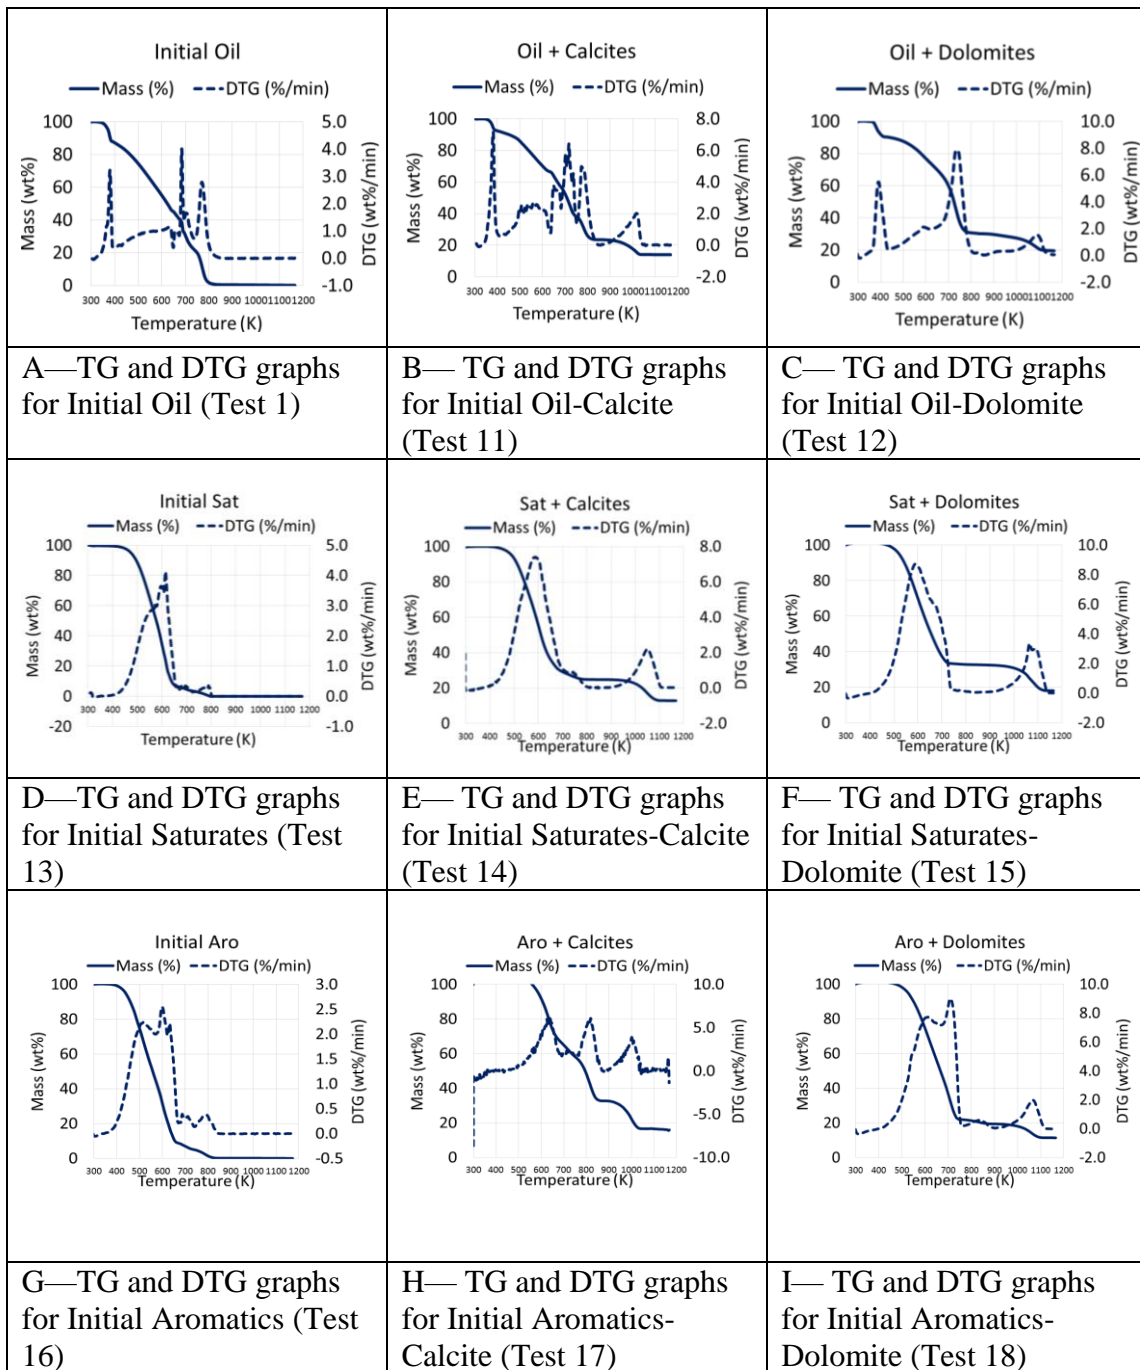 Initial Oil
Mass (%) DTG (%/min)
100
80
60
40
20
0
Mass (wt%)
5.0
4.0
3.0
2.0
1.0
0.0
-1.0
DTG (wt%/min)
300 400 500 600 700 800 900 1000 1100 1200
Temperature (K)
Oil + Calcites
Mass (%) DTG (%/min)
100
80
60
40
20
0
Mass (wt%)
8.0
6.0
4.0
2.0
0.0
-2.0
DTG (wt%/min)
300 400 500 600 700 800 900 1000 1100 1200
Temperature (K)
Oil + Dolomites
Mass (%) DTG (%/min)
100
80
60
40
20
0
Mass (wt%)
10.0
8.0
6.0
4.0
2.0
0.0
-2.0
DTG (wt%/min)
300 400 500 600 700 800 900 1000 1100 1200
Temperature (K)
A—TG and DTG graphs
for Initial Oil (Test 1)
B— TG and DTG graphs
for Initial Oil-Calcite
(Test 11)
C— TG and DTG graphs
for Initial Oil-Dolomite
(Test 12)
Initial Sat
Mass (%) DTG (%/min)
100
80
60
40
20
0
-20
Mass (wt%)
5.0
4.0
3.0
2.0
1.0
0.0
-1.0
DTG (wt%/min)
300 400 500 600 700 800 900 1000 1100 1200
Temperature (K)
Sat + Calcites
Mass (%) DTG (%/min)
100
80
60
40
20
0
Mass (wt%)
8.0
6.0
4.0
2.0
0.0
-2.0
DTG (wt%/min)
300 400 500 600 700 800 900 1000 1100 1200
Temperature (K)
Sat + Dolomites
Mass (%) DTG (%/min)
100
80
60
40
20
0
Mass (wt%)
10.0
8.0
6.0
4.0
2.0
0.0
-2.0
DTG (wt%/min)
300 400 500 600 700 800 900 1000 1100 1200
Temperature (K)
D—TG and DTG graphs
for Initial Saturates (Test
13)
E— TG and DTG graphs
for Initial Saturates-Calcite
(Test 14)
F— TG and DTG graphs
for Initial Saturates-
Dolomite (Test 15)
Initial Aro
Mass (%) DTG (%/min)
100
80
60
40
20
0
Mass (wt%)
3.0
2.5
2.0
1.5
1.0
0.5
0.0
-0.5
DTG (wt%/min)
300 400 500 600 700 800 900 1000 1100 1200
Temperature (K)
Aro + Calcites
Mass (%) DTG (%/min)
100
80
60
40
20
0
Mass (wt%)
10.0
5.0
0.0
-5.0
-10.0
DTG (wt%/min)
300 400 500 600 700 800 900 1000 1100 1200
Temperature (K)
Aro + Dolomites
Mass (%) DTG (%/min)
100
80
60
40
20
0
Mass (wt%)
10.0
8.0
6.0
4.0
2.0
0.0
-2.0
DTG (wt%/min)
300 400 500 600 700 800 900 1000 1100 1200
Temperature (K)
G—TG and DTG graphs
for Initial Aromatics (Test
16)
H— TG and DTG graphs
for Initial Aromatics-
Calcite (Test 17)
I— TG and DTG graphs
for Initial Aromatics-
Dolomite (Test 18)